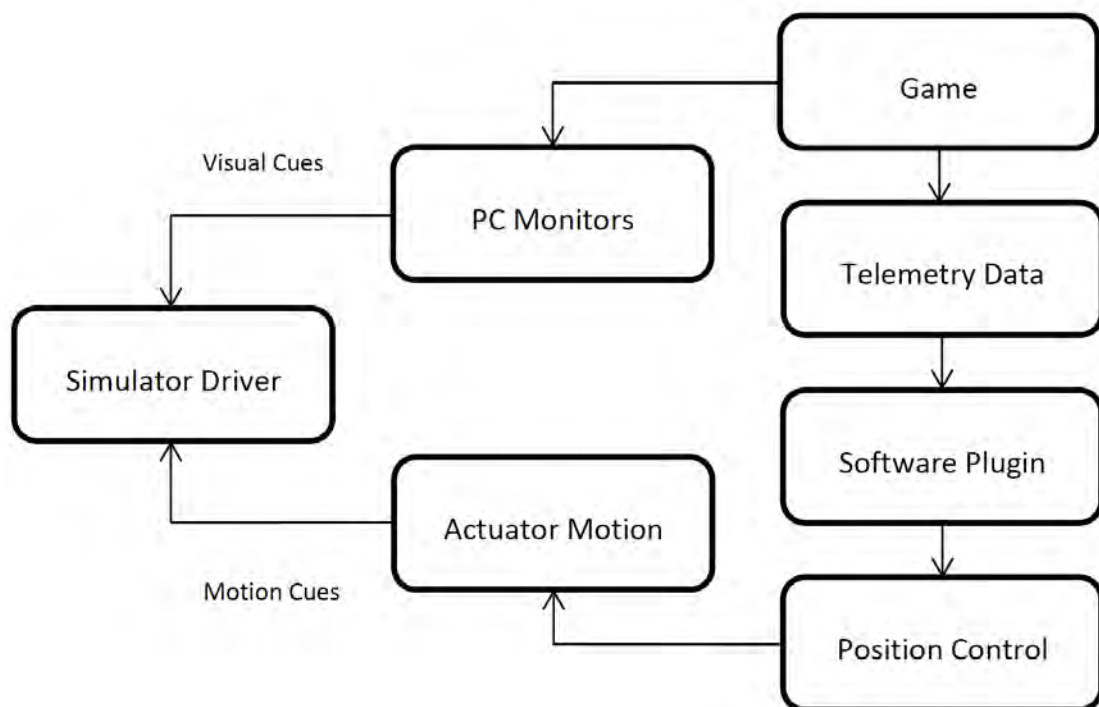 Game
Visual Cues
PC Monitors
Telemetry Data
Simulator Driver
Software Plugin
Actuator Motion
Motion Cues
Position Control